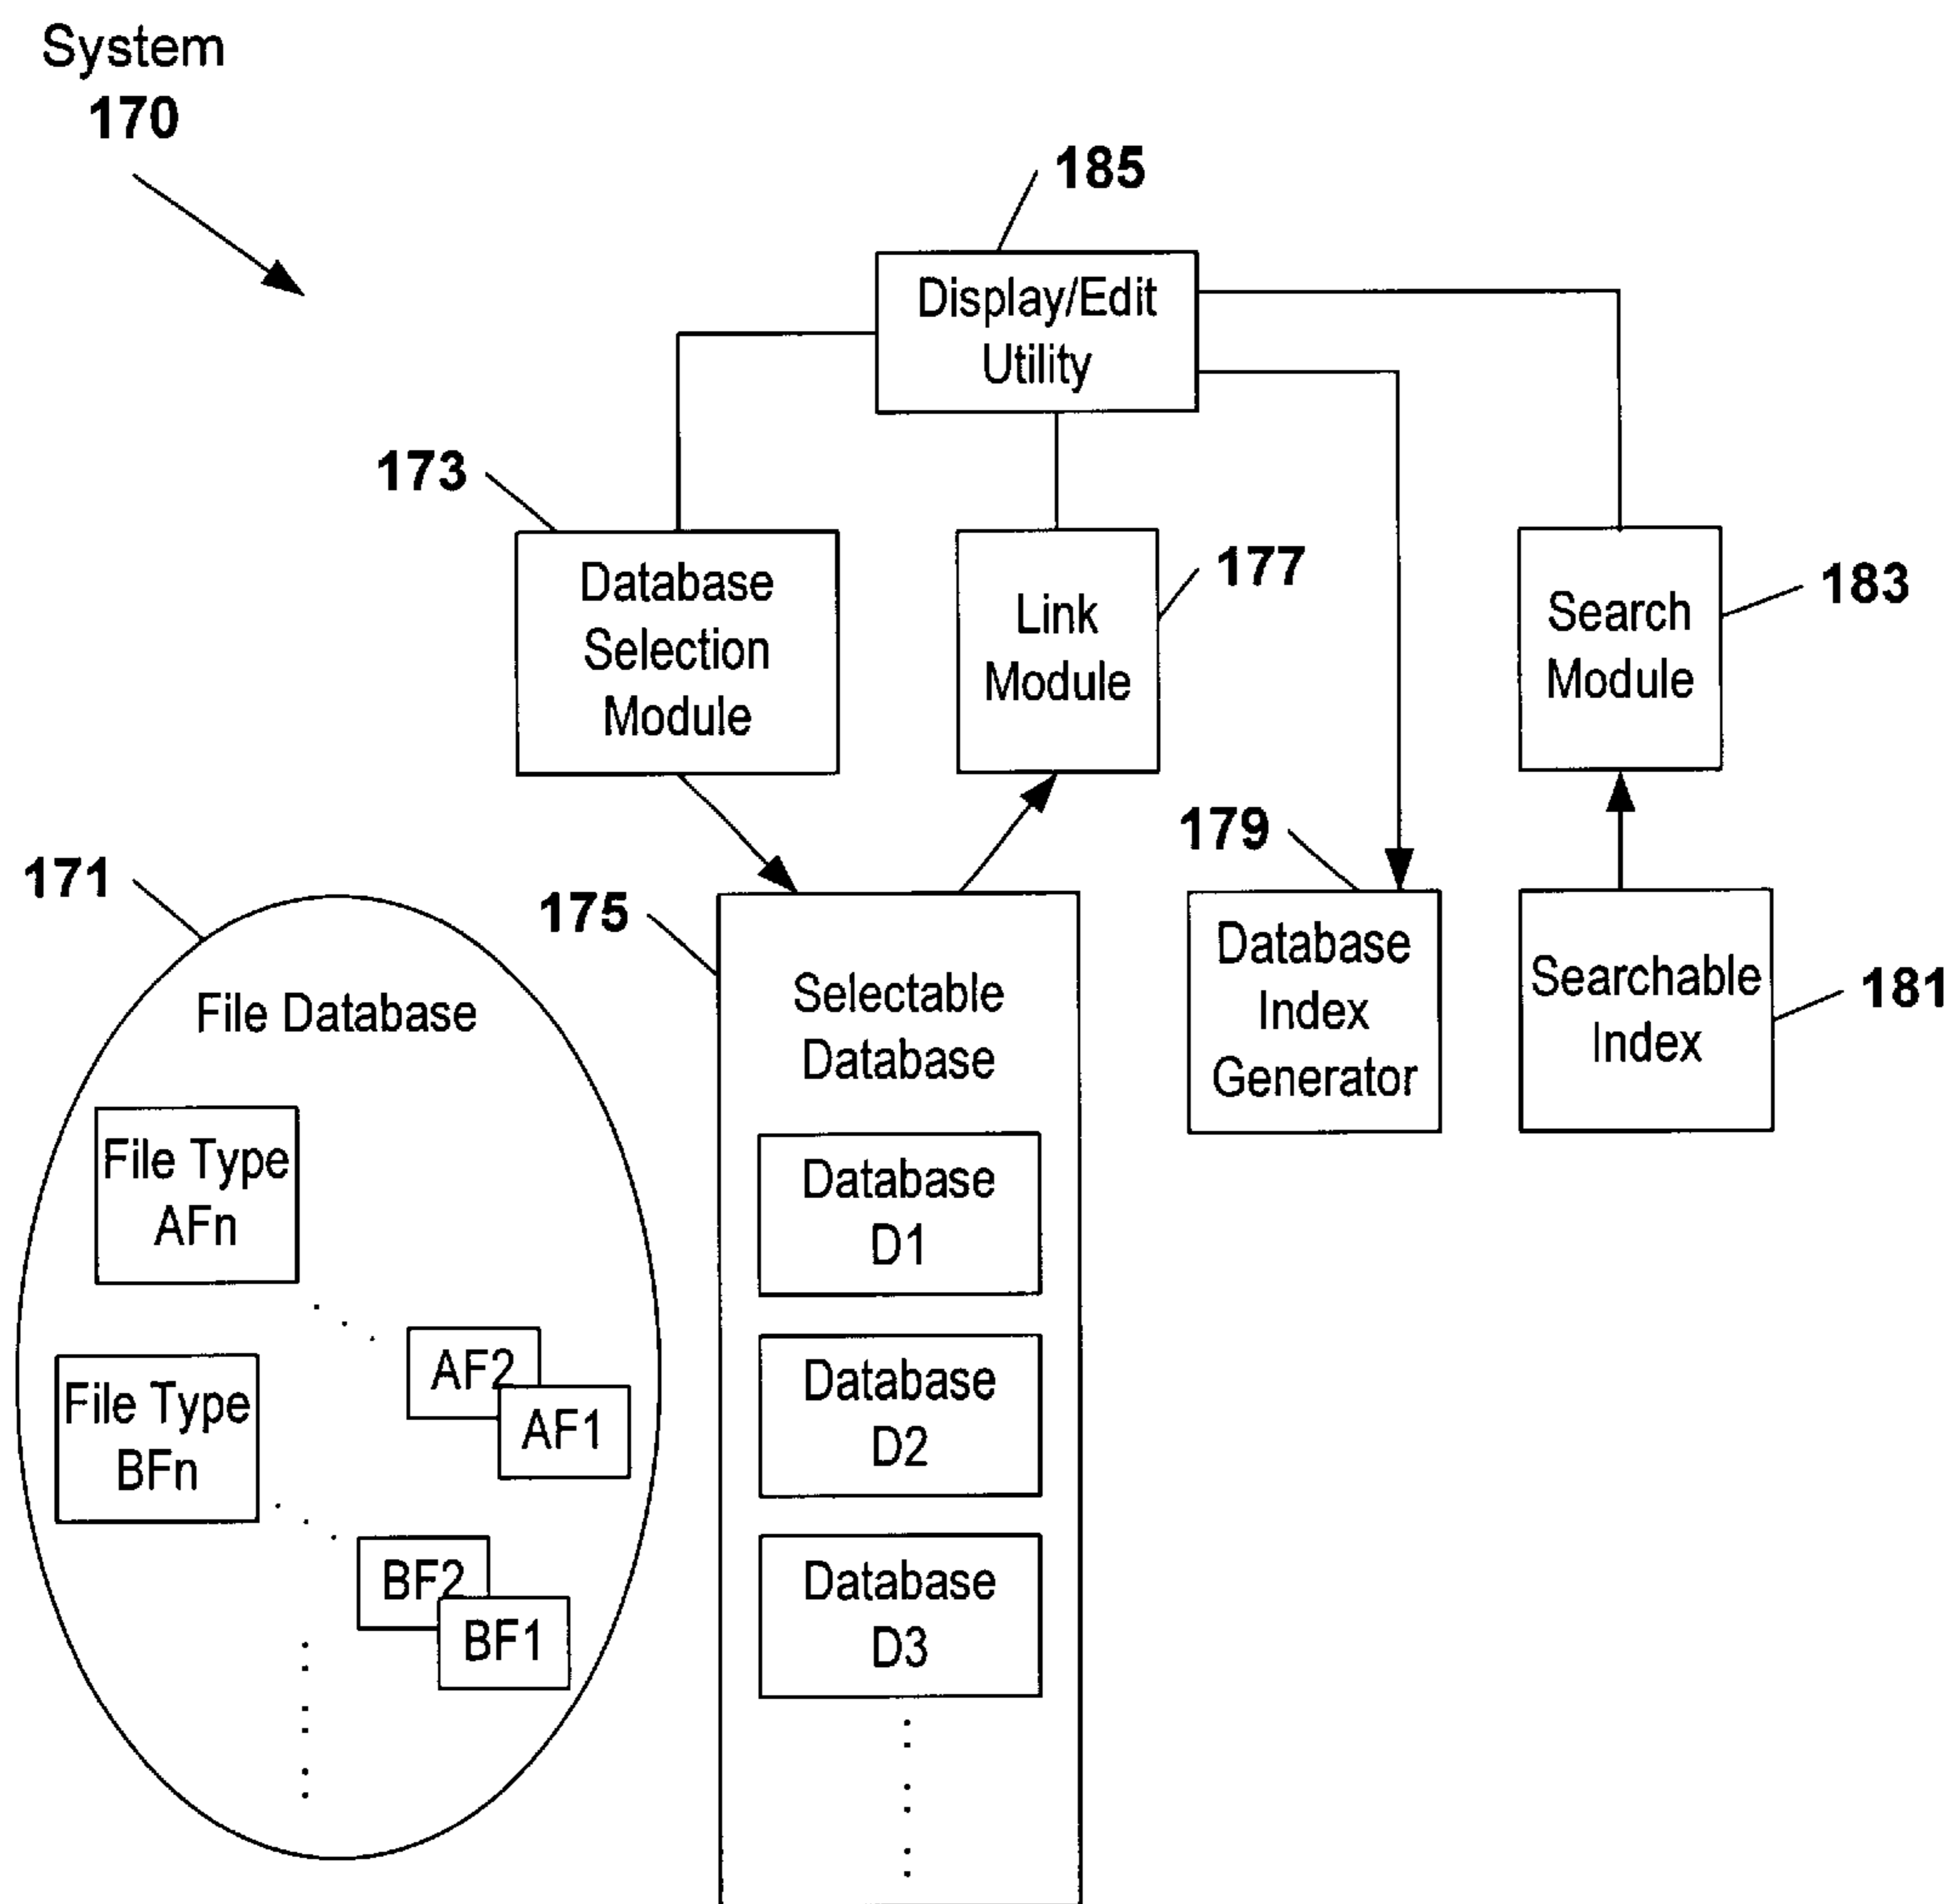 System
170
185
Display/Edit
Utility
173
Database
Selection
Module
Link
Module
177
Search
Module
183
171
File Database
File Type
AFn
AF2
AF1
File Type
BFn
BF2
BF1
175
Selectable
Database
Database
D1
Database
D2
Database
D3
179
Database
Index
Generator
Searchable
Index
181